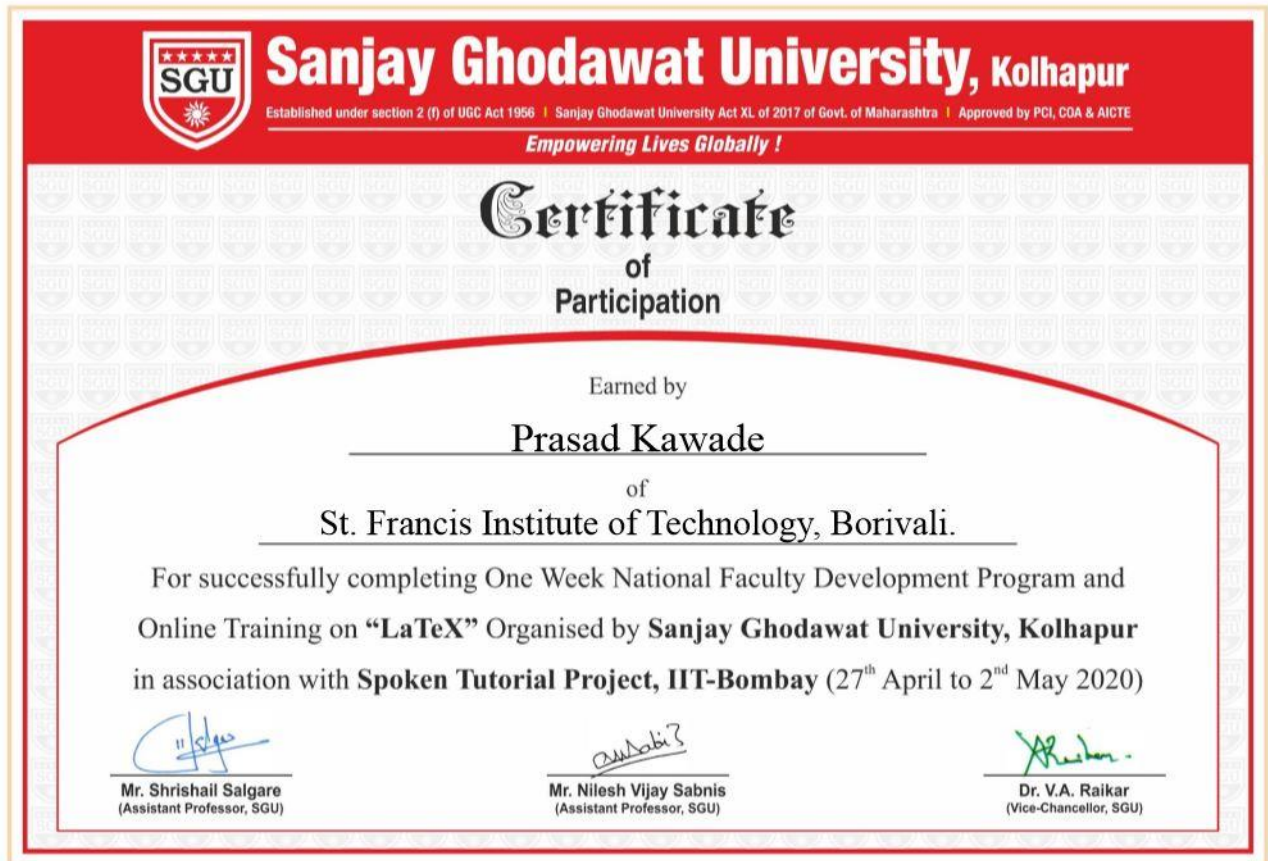 SGU
Sanjay Ghodawat University, Kolhapur
Established under section 2 (f) of UGC Act 1956 | Sanjay Ghodawat University Act XL of 2017 of Govt. of Maharashtra | Approved by PCI, COA & AICTE
Empowering Lives Globally !
Certificate
of
Participation
Earned by
Prasad Kawade
of
St. Francis Institute of Technology, Borivali.
For successfully completing One Week National Faculty Development Program and
Online Training on “LaTeX” Organised by Sanjay Ghodawat University, Kolhapur
in association with Spoken Tutorial Project, IIT-Bombay (27th April to 2nd May 2020)
Mr. Shrishail Salgare
(Assistant Professor, SGU)
Mr. Nilesh Vijay Sabnis
(Assistant Professor, SGU)
Dr. V.A. Raikar
(Vice-Chancellor, SGU)